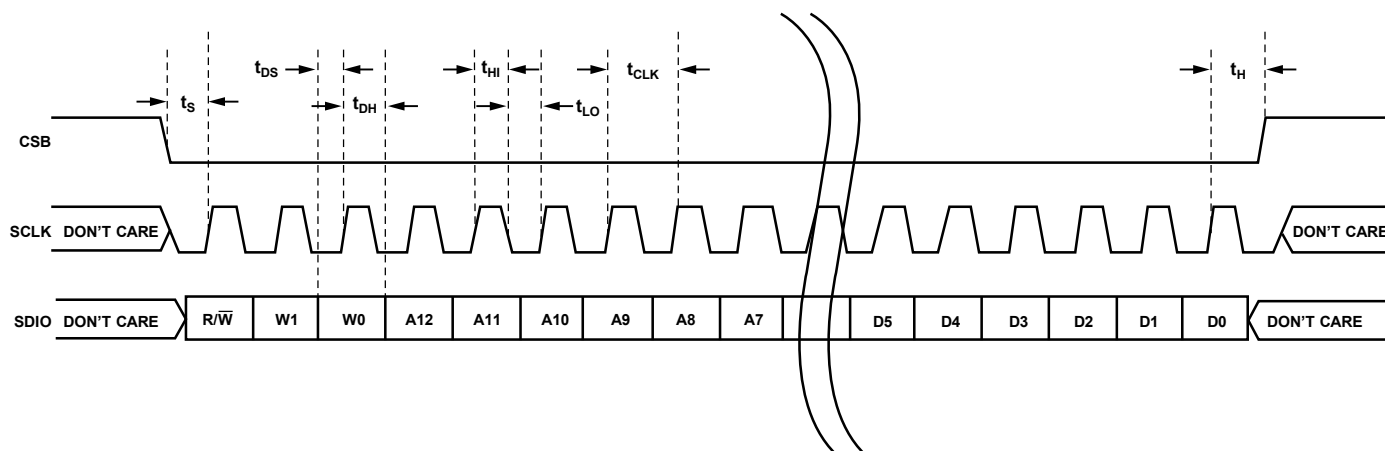 tDS
tHI
tCLK
tH
tS
tDH
tLO
CSB
SCLK DON'T CARE DON'T CARE
SDIO DON'T CARE R/W̅ W1 W0 A12 A11 A10 A9 A8 A7 D5 D4 D3 D2 D1 D0 DON'T CARE